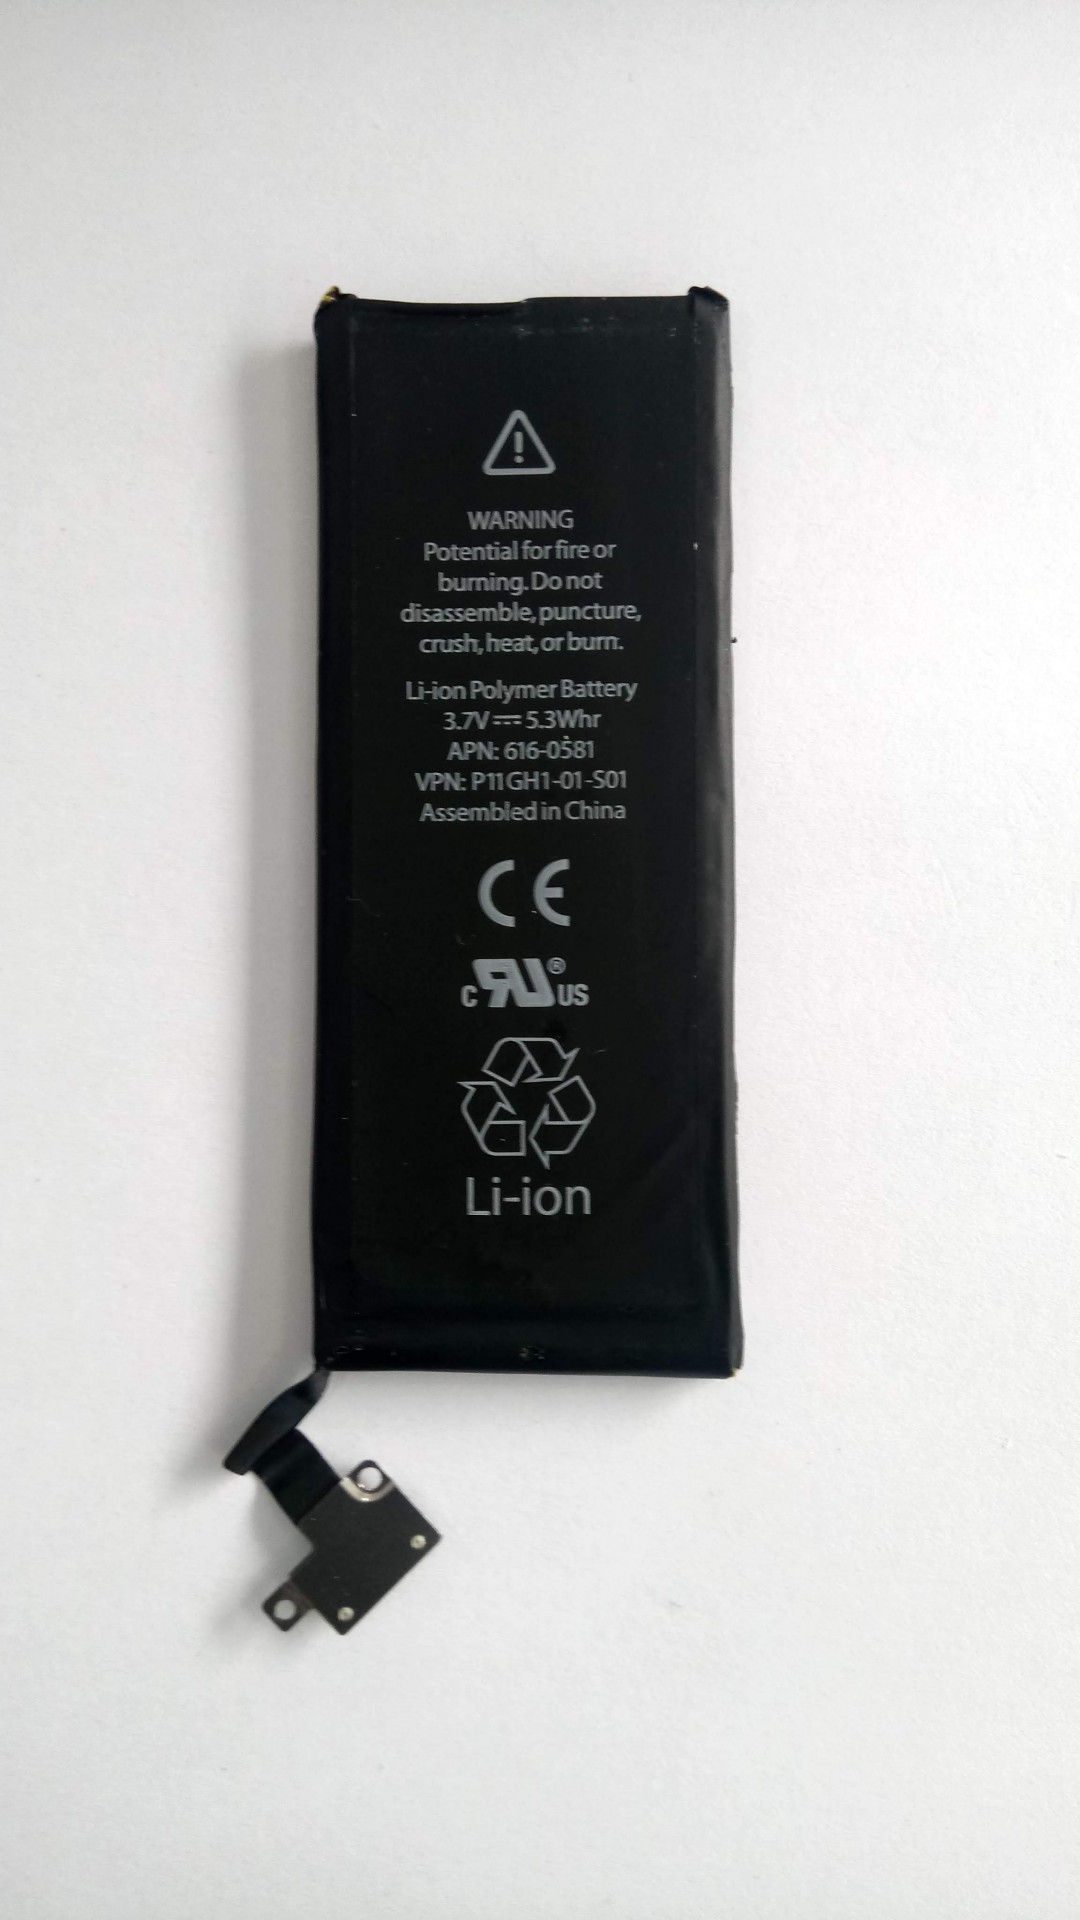 WARNING
Potential for fire or
burning. Do not
disassemble, puncture,
crush, heat, or burn.
Li-ion Polymer Battery
3.7V⎓5.3Whr
APN: 616-0581
VPN: P11GH1-01-S01
Assembled in China
CE
c RU® US
Li-ion